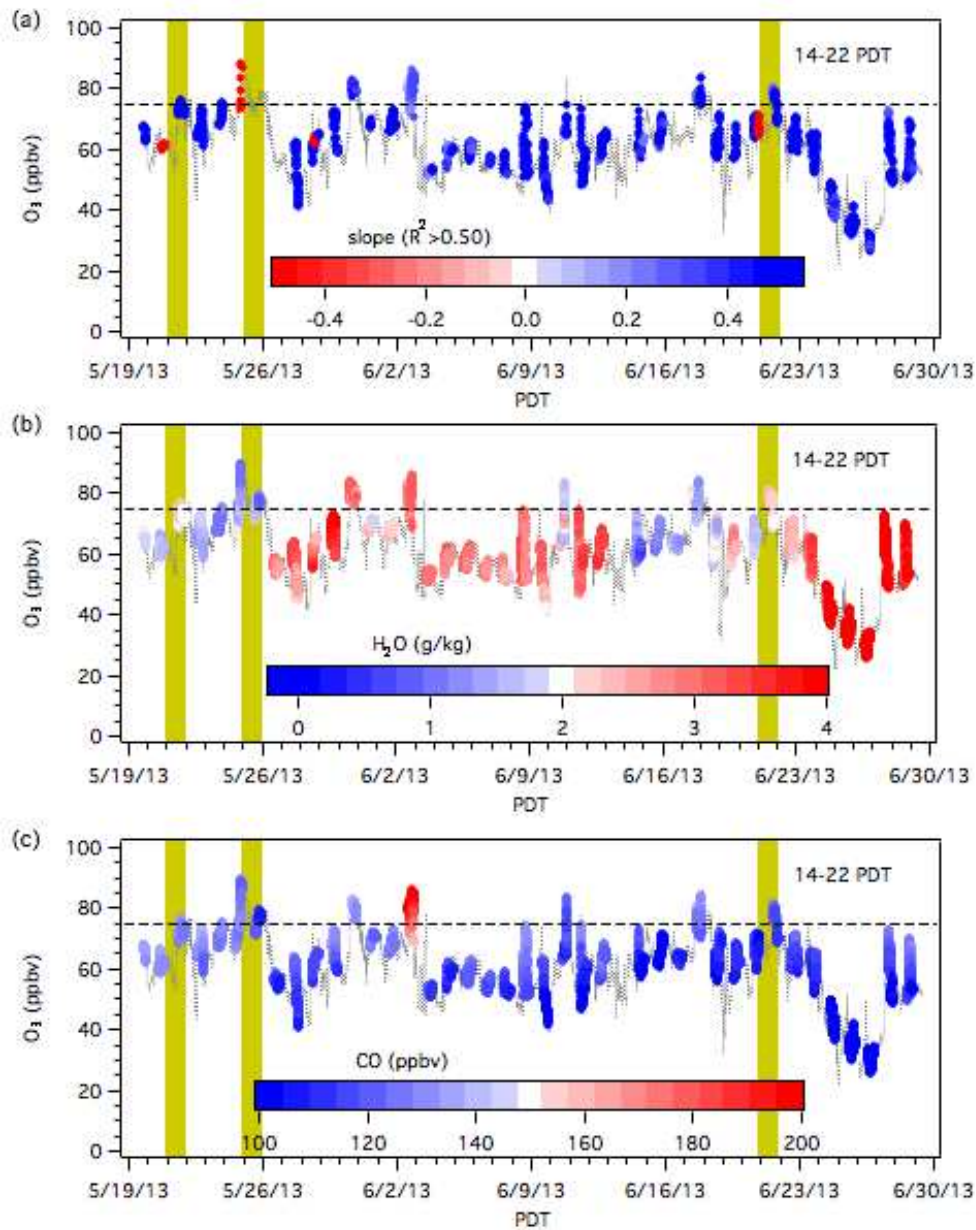 (a)
100
80
60
40
20
0
O₃ (ppbv)
14-22 PDT
slope (R²>0.50)
-0.4 -0.2 0.0 0.2 0.4
5/19/13 5/26/13 6/2/13 6/9/13 6/16/13 6/23/13 6/30/13
PDT
(b)
100
80
60
40
20
0
O₃ (ppbv)
14-22 PDT
H₂O (g/kg)
0 1 2 3 4
5/19/13 5/26/13 6/2/13 6/9/13 6/16/13 6/23/13 6/30/13
PDT
(c)
100
80
60
40
20
0
O₃ (ppbv)
14-22 PDT
CO (ppbv)
100 120 140 160 180 200
5/19/13 5/26/13 6/2/13 6/9/13 6/16/13 6/23/13 6/30/13
PDT